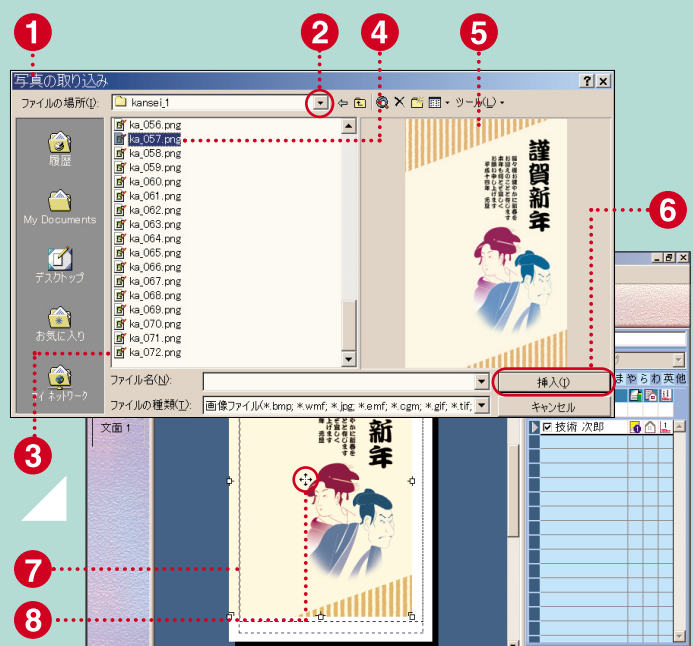 1
2
4
5
写真の取り込み
ファイルの場所(I):
kansei_1
ツール(L)
履歴
My Documents
デスクトップ
お気に入り
マイ ネットワーク
ka_056.png
ka_057.png
ka_058.png
ka_059.png
ka_060.png
ka_061.png
ka_062.png
ka_063.png
ka_064.png
ka_065.png
ka_066.png
ka_067.png
ka_068.png
ka_069.png
ka_070.png
ka_071.png
ka_072.png
謹賀新年
6
ファイル名(N):
挿入(I)
ファイルの種類(T):
画像ファイル(*.bmp; *.wmf; *.jpg; *.emf; *.cgm; *.gif; *.tif;
キャンセル
まやらわ英他
3
文面 1
新年
技術 次郎
7
8